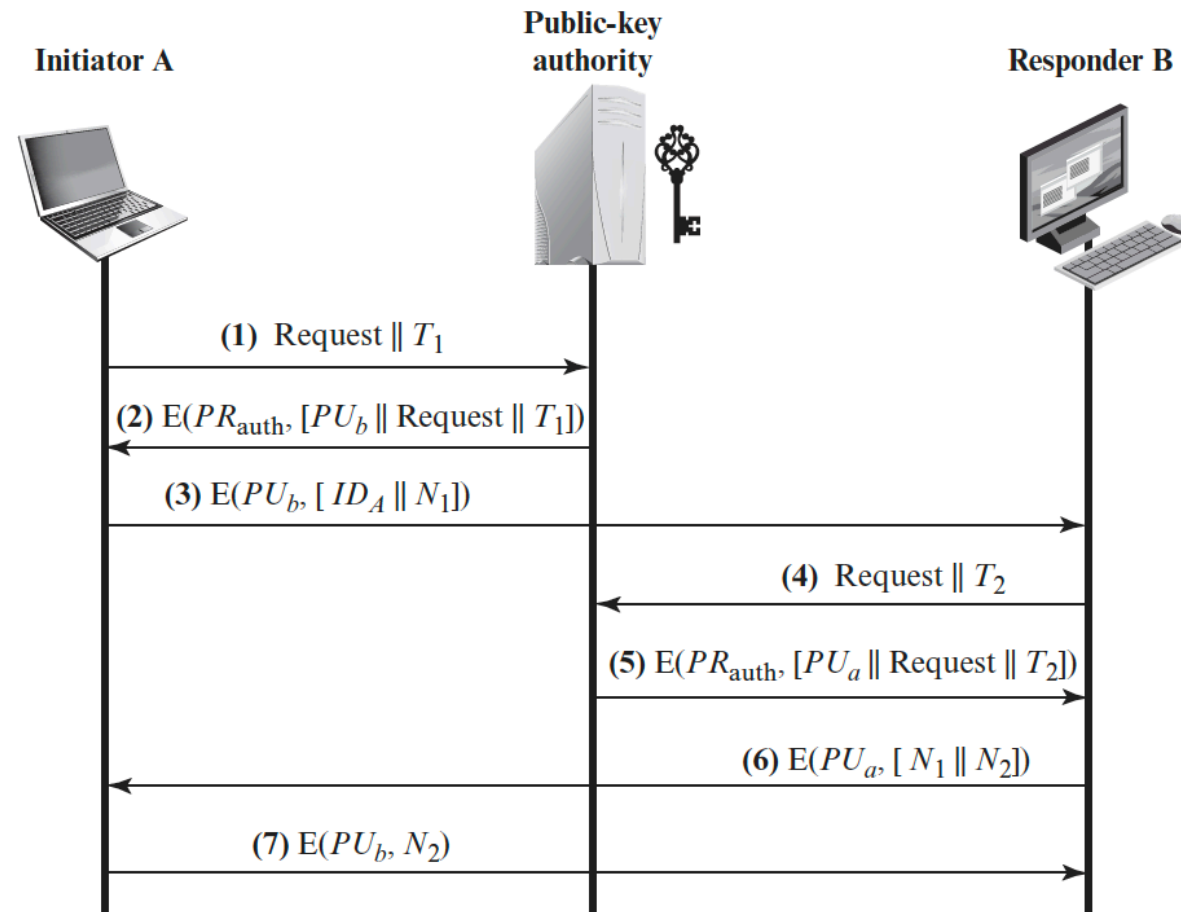 Public-key
authority
Initiator A
Responder B
(1) Request || T1
(2) E(PRauth, [PUb || Request || T1])
(3) E(PUb, [ IDA || N1])
(4) Request || T2
(5) E(PRauth, [PUa || Request || T2])
(6) E(PUa, [ N1 || N2])
(7) E(PUb, N2)